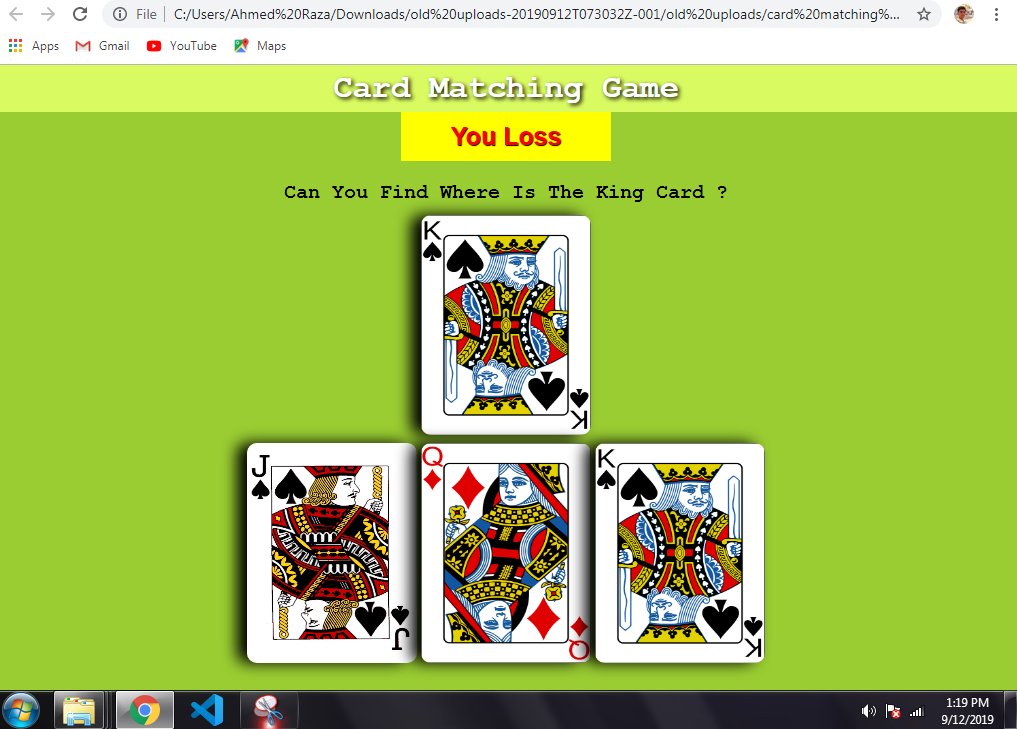 File
C:/Users/Ahmed%20Raza/Downloads/old%20uploads-20190912T073032Z-001/old%20uploads/card%20matching%...
Apps Gmail YouTube Maps
Card Matching Game
You Loss
Can You Find Where Is The King Card ?
K
K
J Q K
J Q K
1:19 PM
9/12/2019